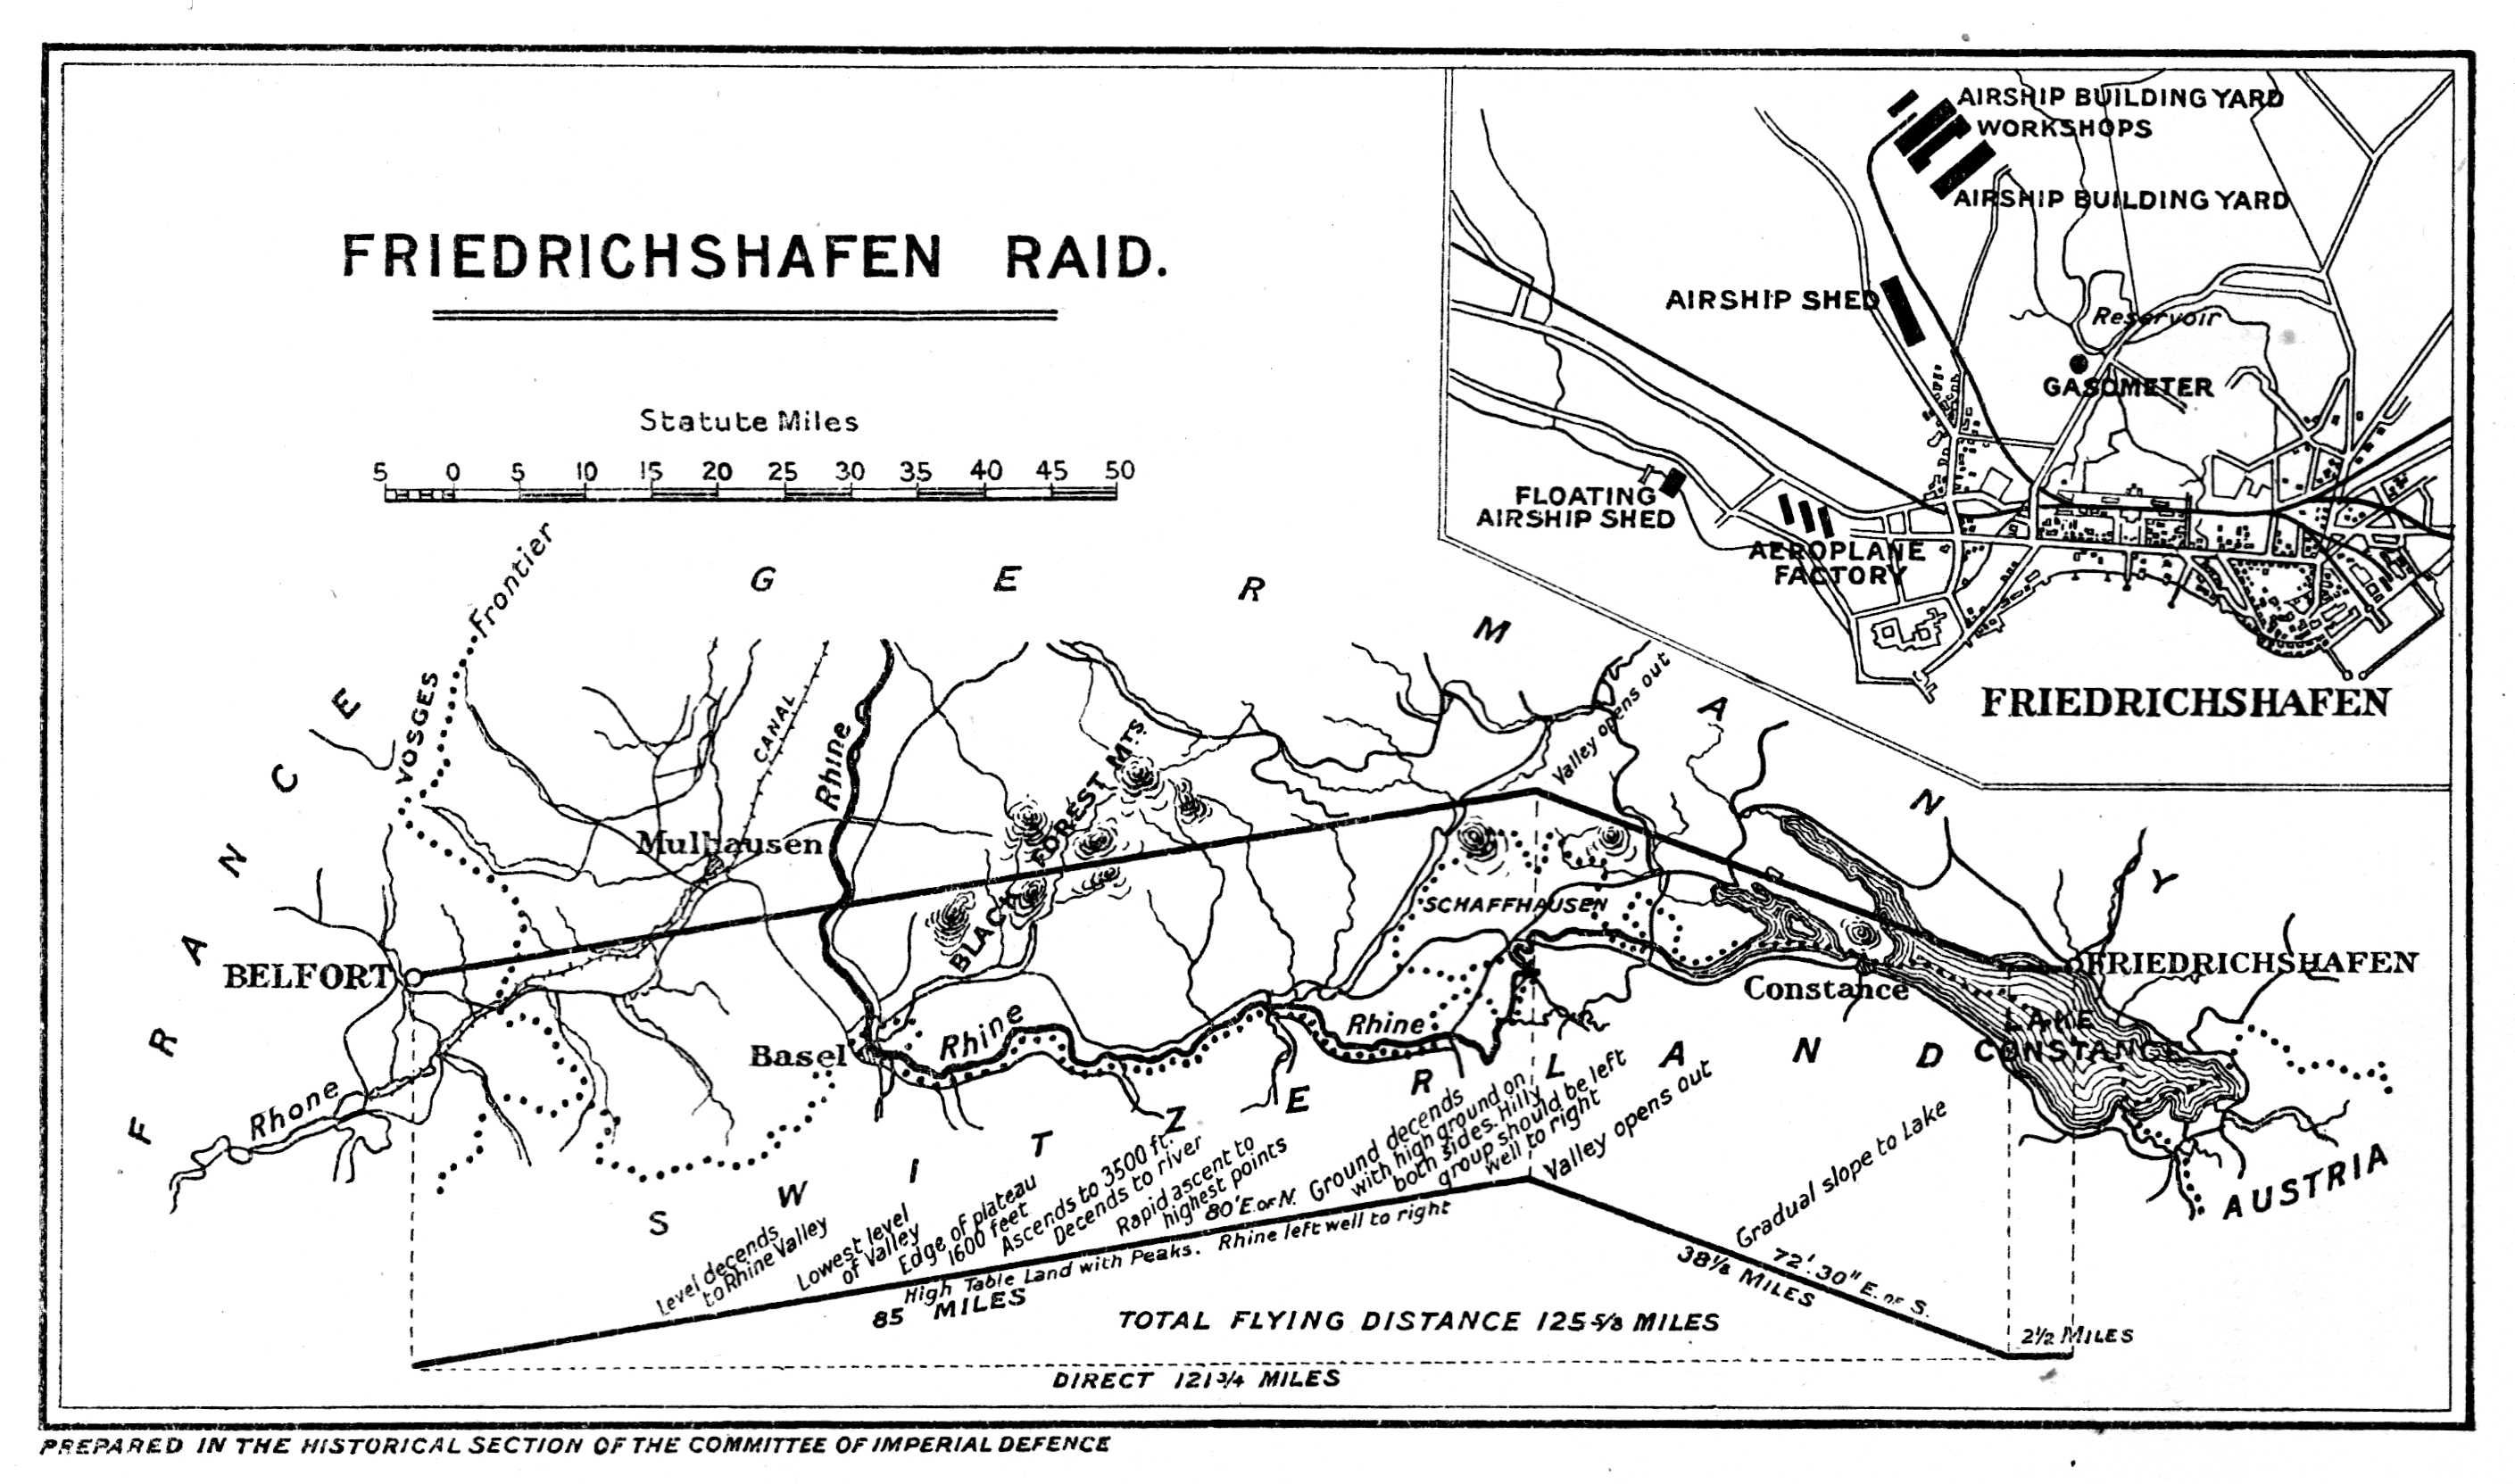 FRIEDRICHSHAFEN RAID.
Statute Miles
5 0 5 10 15 20 25 30 35 40 45 50
AIRSHIP BUILDING YARD
WORKSHOPS
AIRSHIP BUILDING YARD
AIRSHIP SHED
Reservoir
GASOMETER
FLOATING
AIRSHIP SHED
AEROPLANE
FACTORY
FRIEDRICHSHAFEN
Frontier
GERMANY
FRANCE
VOSGES
CANAL
Rhine
BLACK FOREST MTS.
Valley opens out
Mulhausen
SCHAFFHAUSEN
BELFORT
FRIEDRICHSHAFEN
Constance
LAKE
CONSTANCE
Basel
Rhine
Rhine
Rhone
SWITZERLAND
AUSTRIA
Level decends
to Rhine Valley
Lowest level
of Valley
Edge of plateau
1600 feet
Ascends to 3500 ft.
Decends to river
Rapid ascent to
highest points
80' E. OF N.
Ground decends
with high ground on
both sides. Hilly
group should be left
well to right
Valley opens out
Gradual slope to Lake
High Table Land with Peaks. Rhine left well to right
85 MILES
38⅛ MILES
72'.30" E. OF S.
2½ MILES
TOTAL FLYING DISTANCE 125 5/8 MILES
DIRECT 121 3/4 MILES
PREPARED IN THE HISTORICAL SECTION OF THE COMMITTEE OF IMPERIAL DEFENCE